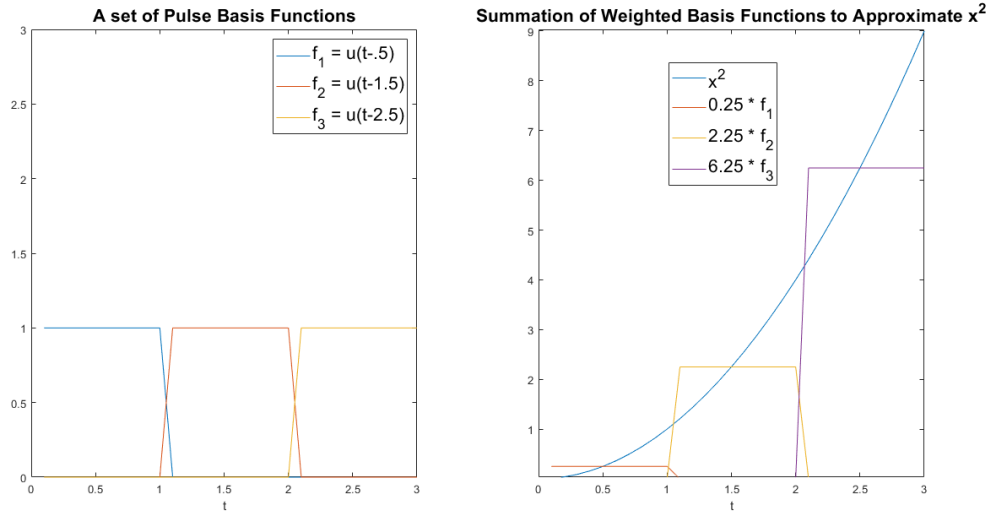 A set of Pulse Basis Functions
3
2.5
2
1.5
1
0.5
0
f1 = u(t-.5)
f2 = u(t-1.5)
f3 = u(t-2.5)
0 0.5 1 1.5 2 2.5 3
t
Summation of Weighted Basis Functions to Approximate x²
9
8
7
6
5
4
3
2
1
x²
0.25 * f1
2.25 * f2
6.25 * f3
0 0.5 1 1.5 2 2.5 3
t